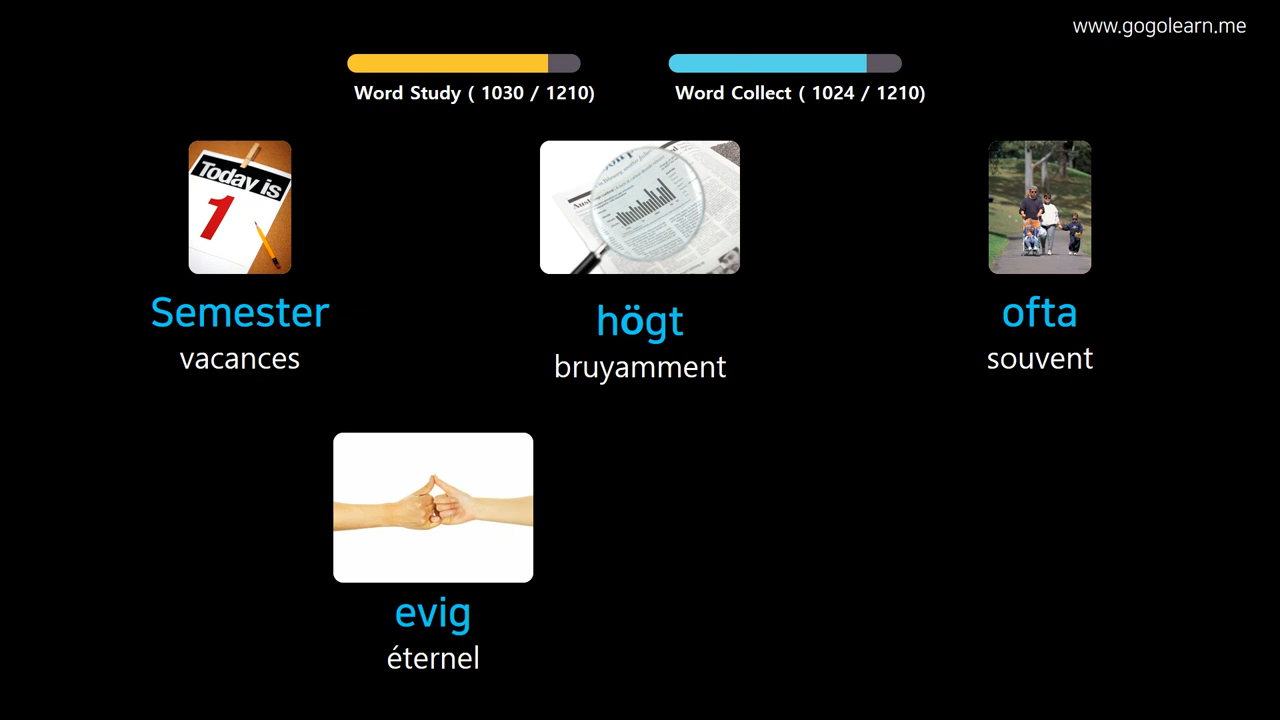 www.gogolearn.me
Word Study ( 1030 / 1210)
Word Collect ( 1024 / 1210)
Today is
1
Semester
vacances
högt
bruyamment
ofta
souvent
evig
éternel